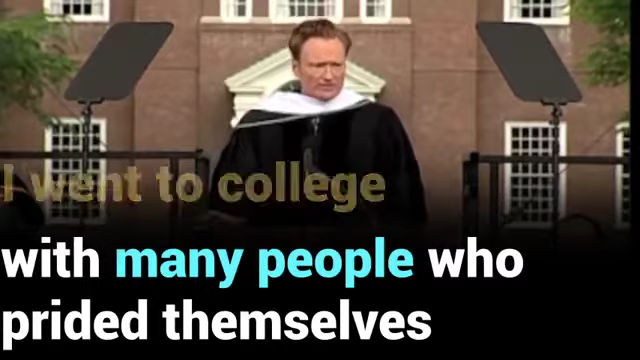 I went to college
with many people who
prided themselves